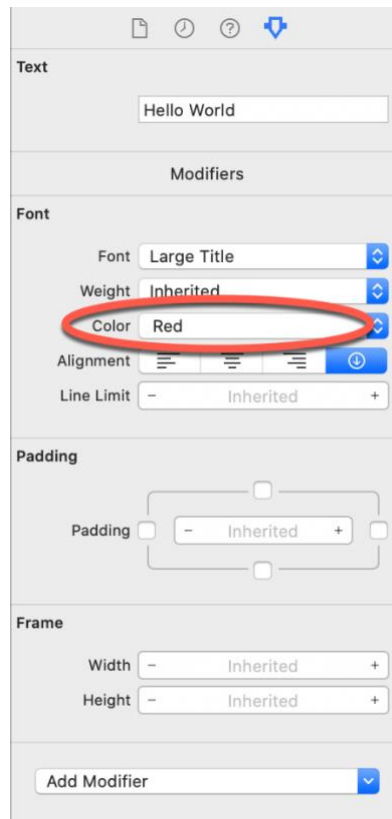 Text
Hello World
Modifiers
Font
Font Large Title
Weight Inherited
Color Red
Alignment
Line Limit - Inherited +
Padding
Padding - Inherited +
Frame
Width - Inherited +
Height - Inherited +
Add Modifier